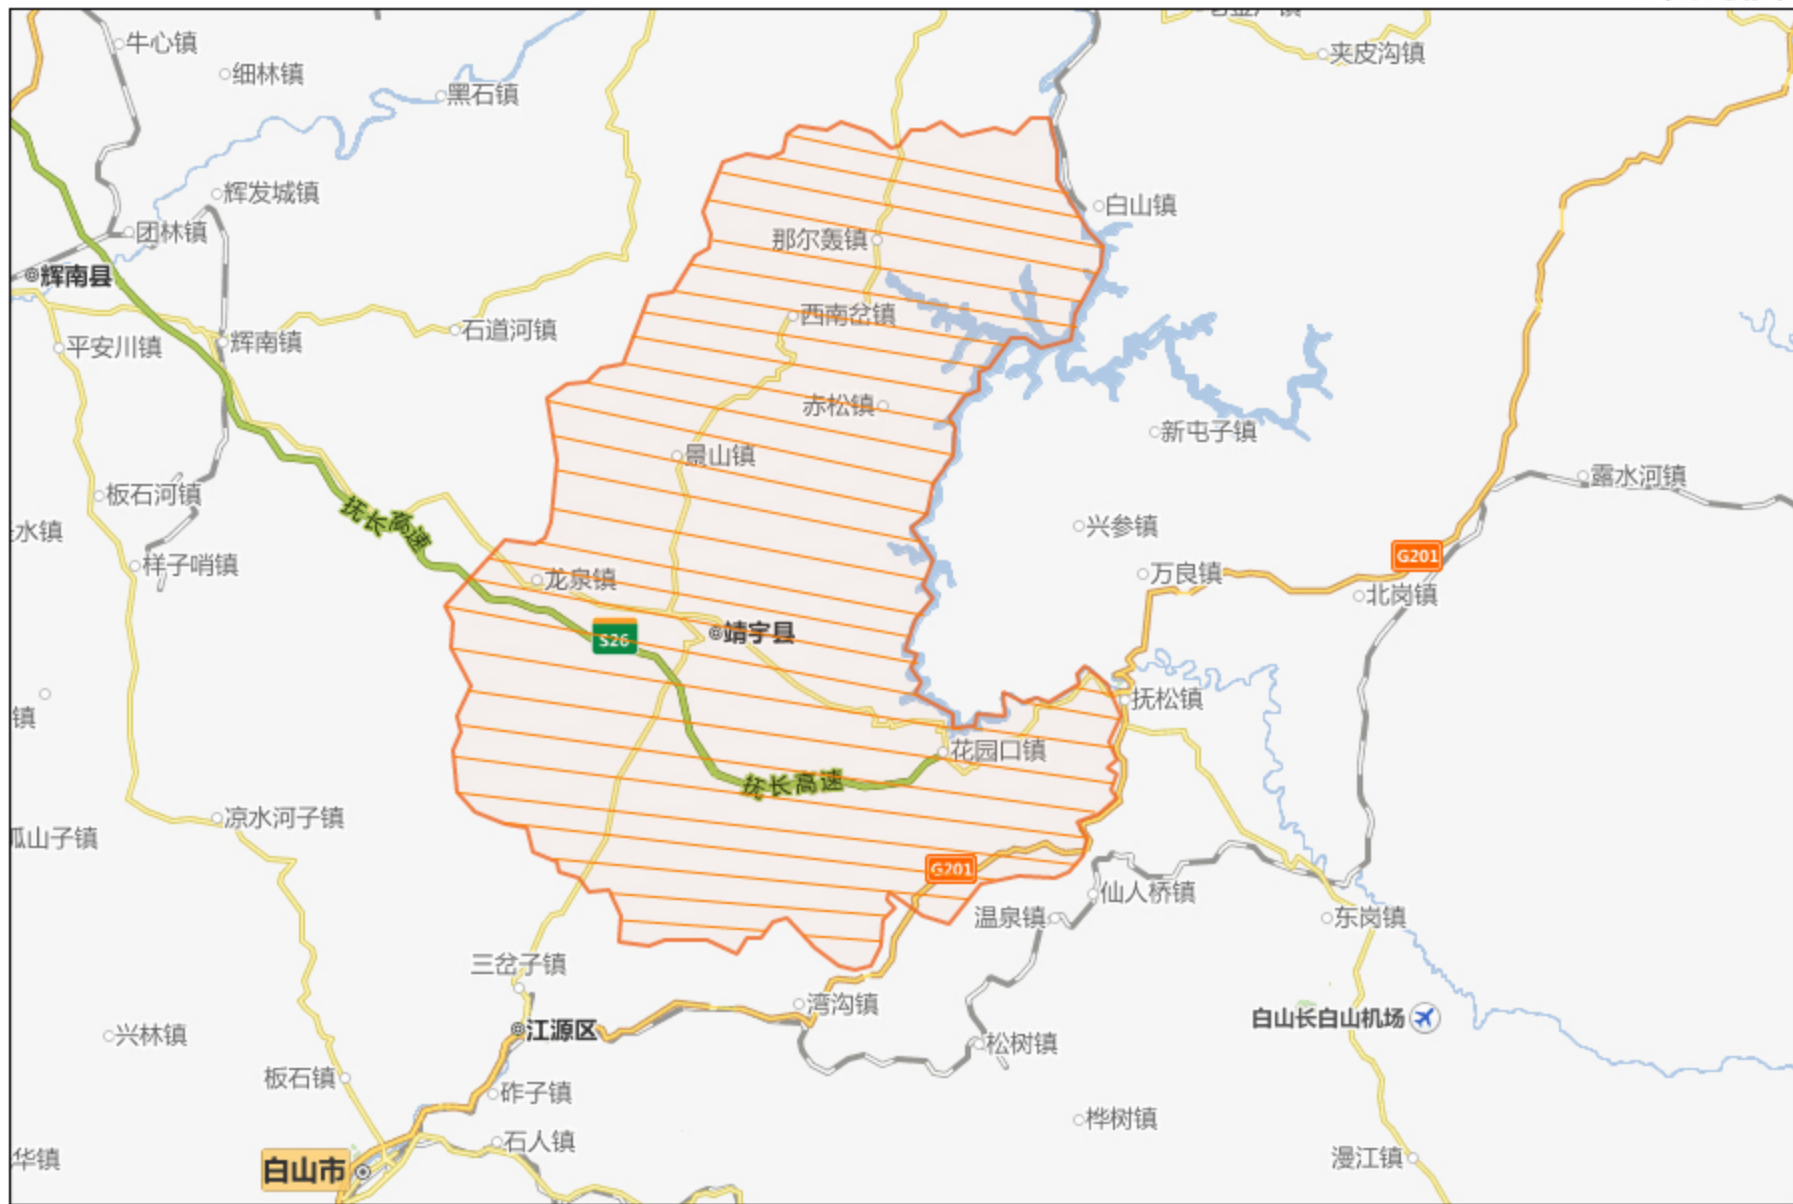 牛心镇
细林镇
黑石镇
夹皮沟镇
辉发城镇
团林镇
白山镇
那尔轰镇
辉南县
西南岔镇
石道河镇
辉南镇
平安川镇
赤松镇
新屯子镇
景山镇
露水河镇
板石河镇
抚长高速
兴参镇
水镇
样子哨镇
G201
龙泉镇
万良镇
北岗镇
S26
靖宇县
抚松镇
镇
花园口镇
抚长高速
凉水河子镇
孤山子镇
G201
仙人桥镇
温泉镇
东岗镇
三岔子镇
湾沟镇
白山长白山机场
江源区
兴林镇
松树镇
板石镇
砟子镇
桦树镇
石人镇
华镇
漫江镇
白山市